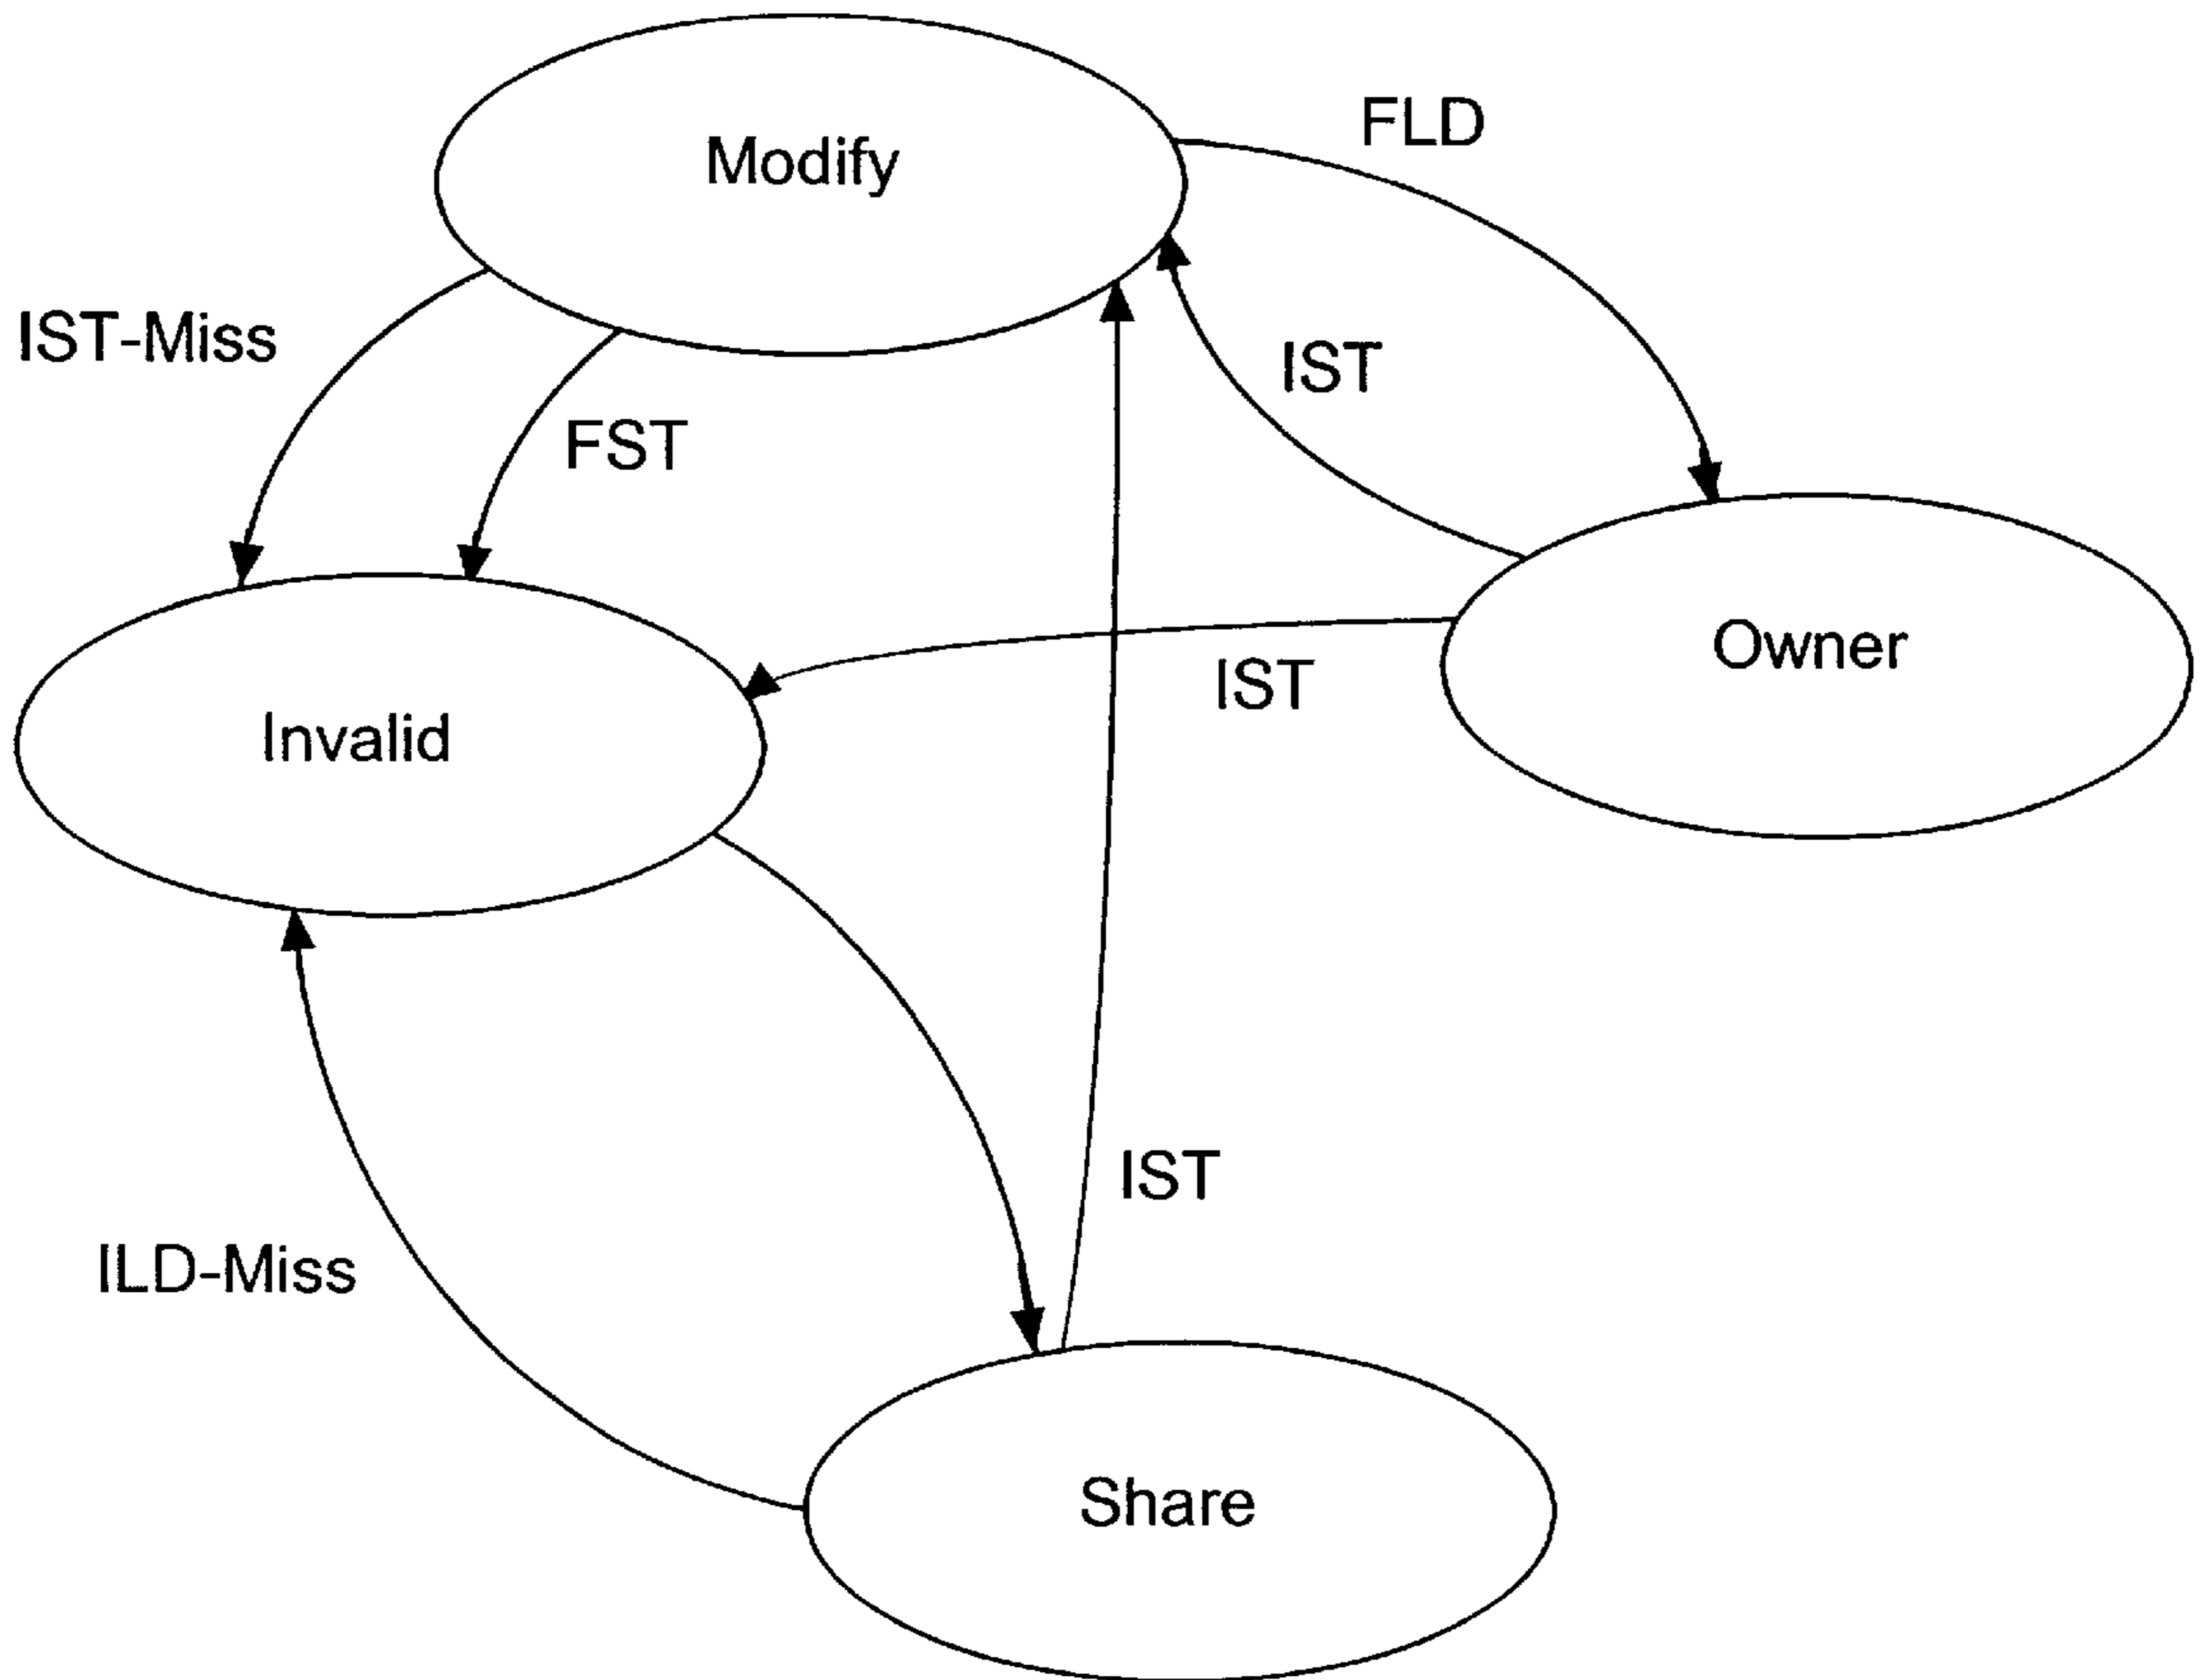 Modify
FLD
IST-Miss
IST
FST
Owner
IST
Invalid
IST
ILD-Miss
Share